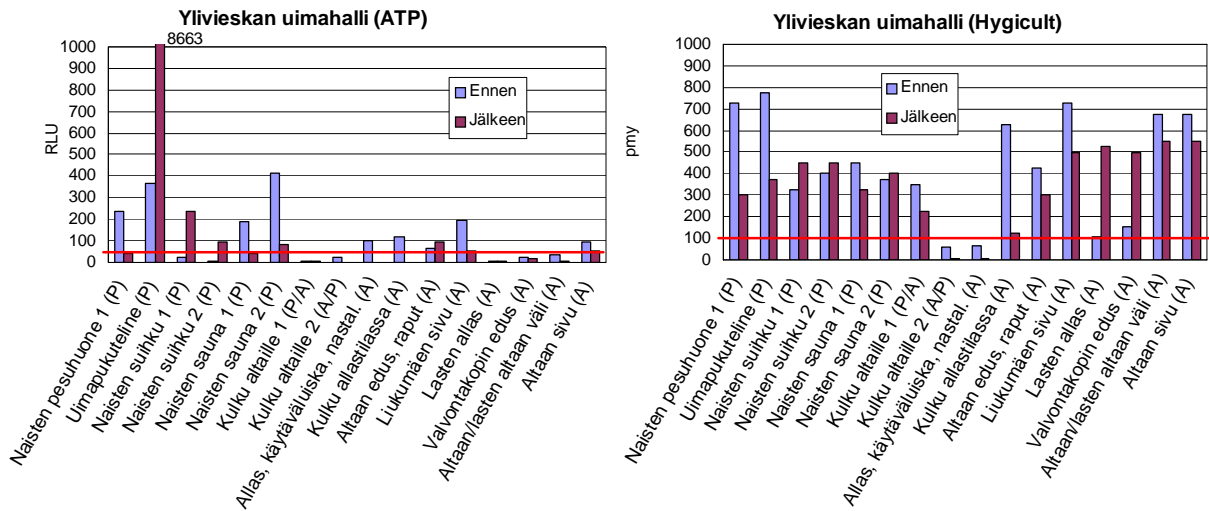 Ylivieskan uimahalli (ATP)
8663
1000
900
800
700
600
500
400
300
200
100
0
RLU
Ennen
Jälkeen
Naisten pesuhuone 1 (P)
Uimapukuteline (P)
Naisten suihku 1 (P)
Naisten suihku 2 (P)
Naisten sauna 1 (P)
Naisten sauna 2 (P)
Kulku altaille 1 (P/A)
Kulku altaille 2 (A/P)
Allas, käytäväluiska, nastal. (A)
Kulku allastilassa (A)
Altaan edus, raput (A)
Liukumäen sivu (A)
Lasten allas (A)
Valvontakopin edus (A)
Altaan/lasten altaan väli (A)
Altaan sivu (A)
Ylivieskan uimahalli (Hygicult)
1000
900
800
700
600
500
400
300
200
100
0
pmy
Ennen
Jälkeen
Naisten pesuhuone 1 (P)
Uimapukuteline (P)
Naisten suihku 1 (P)
Naisten suihku 2 (P)
Naisten sauna 1 (P)
Naisten sauna 2 (P)
Kulku altaille 1 (P/A)
Kulku altaille 2 (A/P)
Allas, käytäväluiska, nastal. (A)
Kulku allastilassa (A)
Altaan edus, raput (A)
Liukumäen sivu (A)
Lasten allas (A)
Valvontakopin edus (A)
Altaan/lasten altaan väli (A)
Altaan sivu (A)